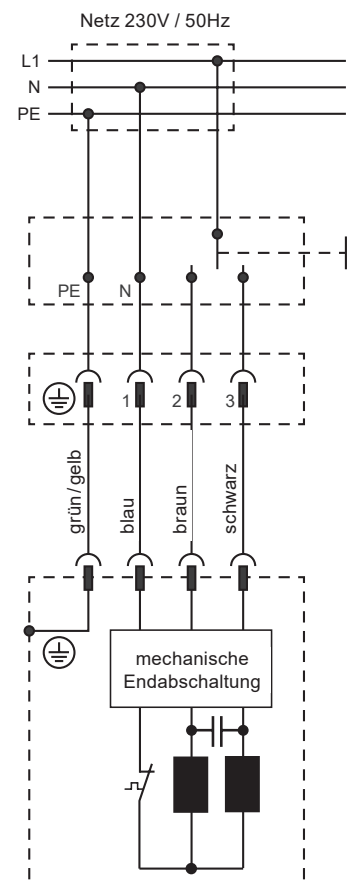 Netz 230V / 50Hz
L1
N
PE
PE
N
1
2
3
grün/gelb
blau
braun
schwarz
mechanische
Endabschaltung